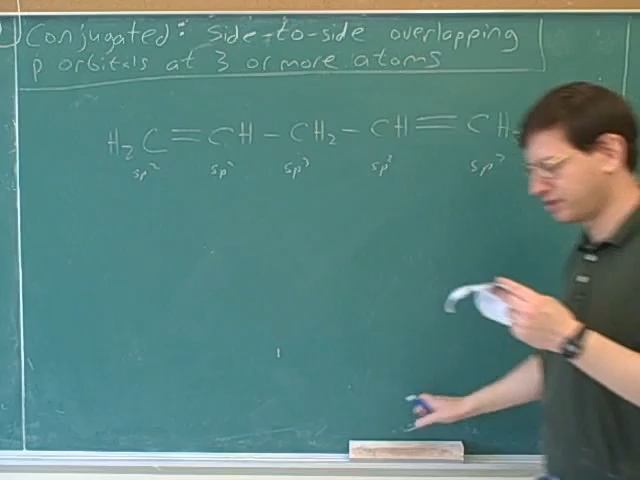 Conjugated: Side-to-side overlapping
p orbitals at 3 or more atoms
H₂C=CH-CH₂-CH=CH₂
sp² sp² sp³ sp² sp²